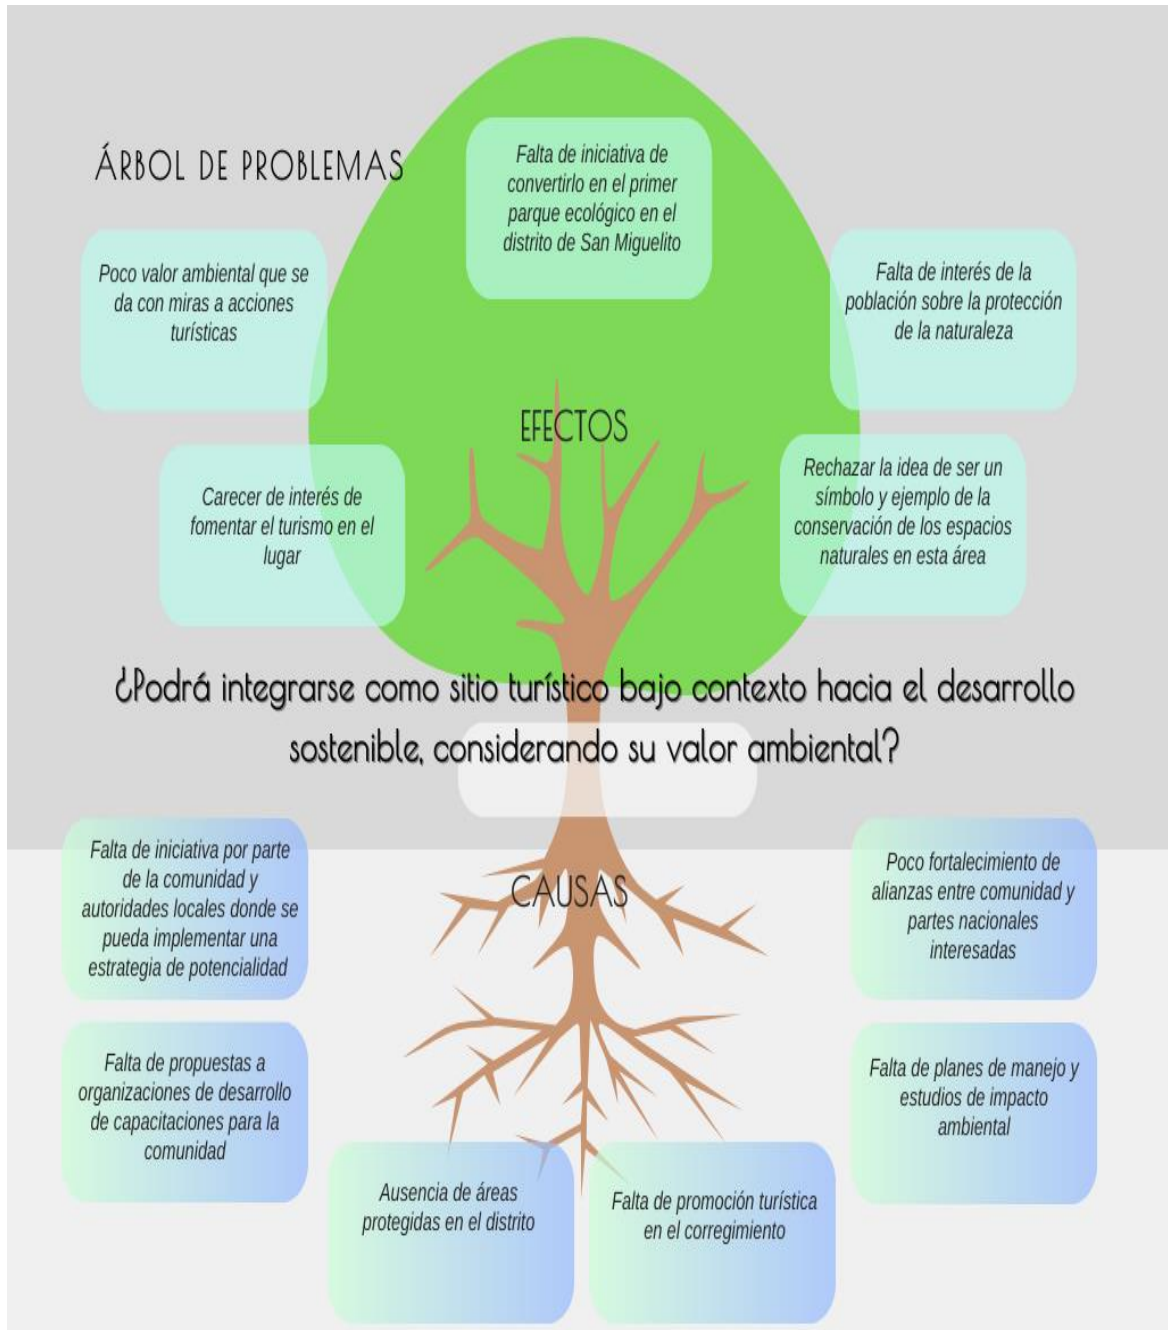 ÁRBOL DE PROBLEMAS
Falta de iniciativa de
convertirlo en el primer
parque ecológico en el
distrito de San Miguelito
Poco valor ambiental que se
da con miras a acciones
turísticas
Falta de interés de la
población sobre la protección
de la naturaleza
EFECTOS
Carecer de interés de
fomentar el turismo en el
lugar
Rechazar la idea de ser un
símbolo y ejemplo de la
conservación de los espacios
naturales en esta área
¿Podrá integrarse como sitio turístico bajo contexto hacia el desarrollo
sostenible, considerando su valor ambiental?
CAUSAS
Falta de iniciativa por parte
de la comunidad y
autoridades locales donde se
pueda implementar una
estrategia de potencialidad
Poco fortalecimiento de
alianzas entre comunidad y
partes nacionales
interesadas
Falta de propuestas a
organizaciones de desarrollo
de capacitaciones para la
comunidad
Falta de planes de manejo y
estudios de impacto
ambiental
Ausencia de áreas
protegidas en el distrito
Falta de promoción turística
en el corregimiento